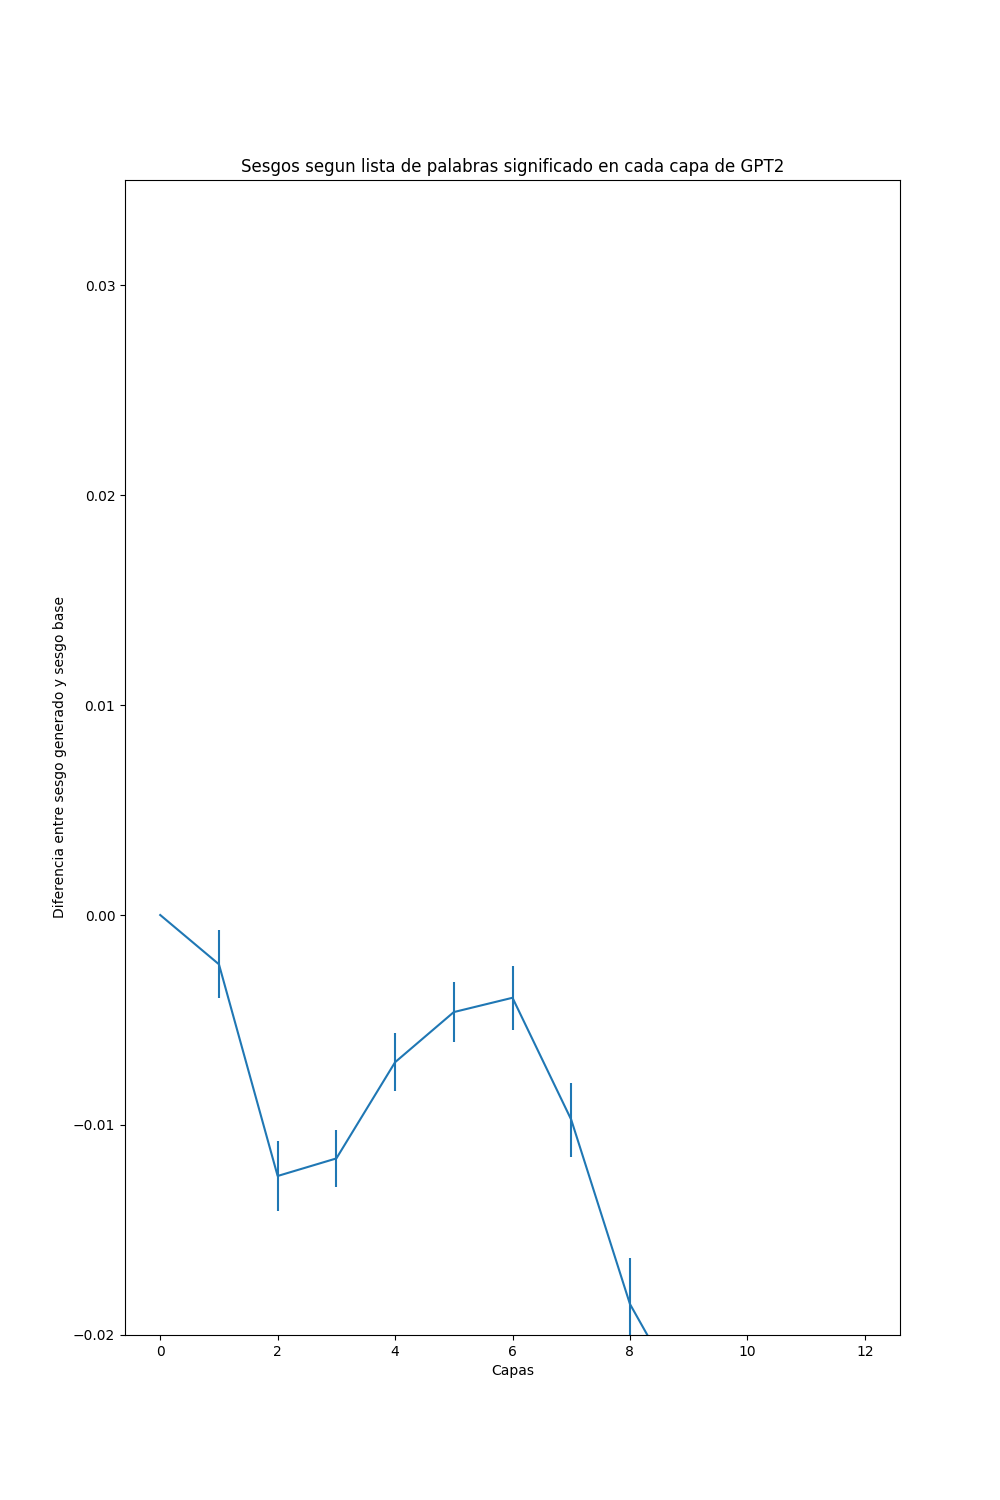 Sesgos segun lista de palabras significado en cada capa de GPT2
Diferencia entre sesgo generado y sesgo base
0.03
0.02
0.01
0.00
−0.01
−0.02
0 2 4 6 8 10 12
Capas